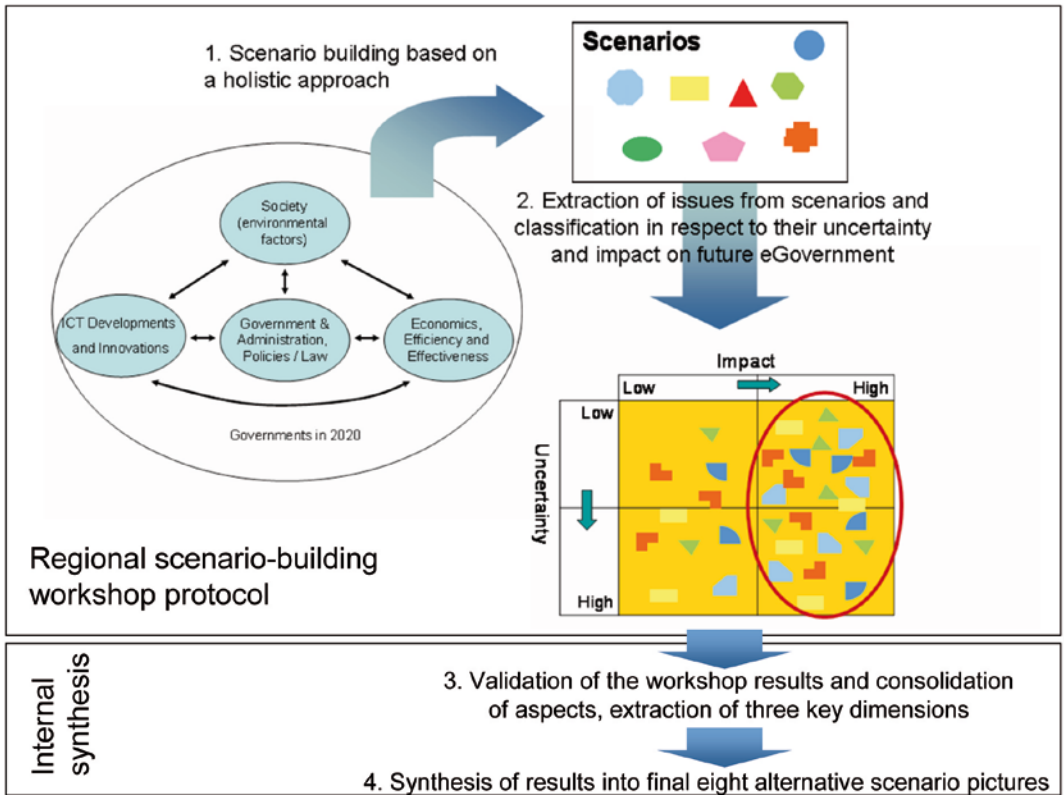 1. Scenario building based on
a holistic approach
Scenarios
Society
(environmental
factors)
ICT Developments
and Innovations
Government &
Administration,
Policies / Law
Economics,
Efficiency and
Effectiveness
Governments in 2020
2. Extraction of issues from scenarios and
classification in respect to their uncertainty
and impact on future eGovernment
Impact
Low
High
Low
Uncertainty
High
Regional scenario-building
workshop protocol
Internal
synthesis
3. Validation of the workshop results and consolidation
of aspects, extraction of three key dimensions
4. Synthesis of results into final eight alternative scenario pictures